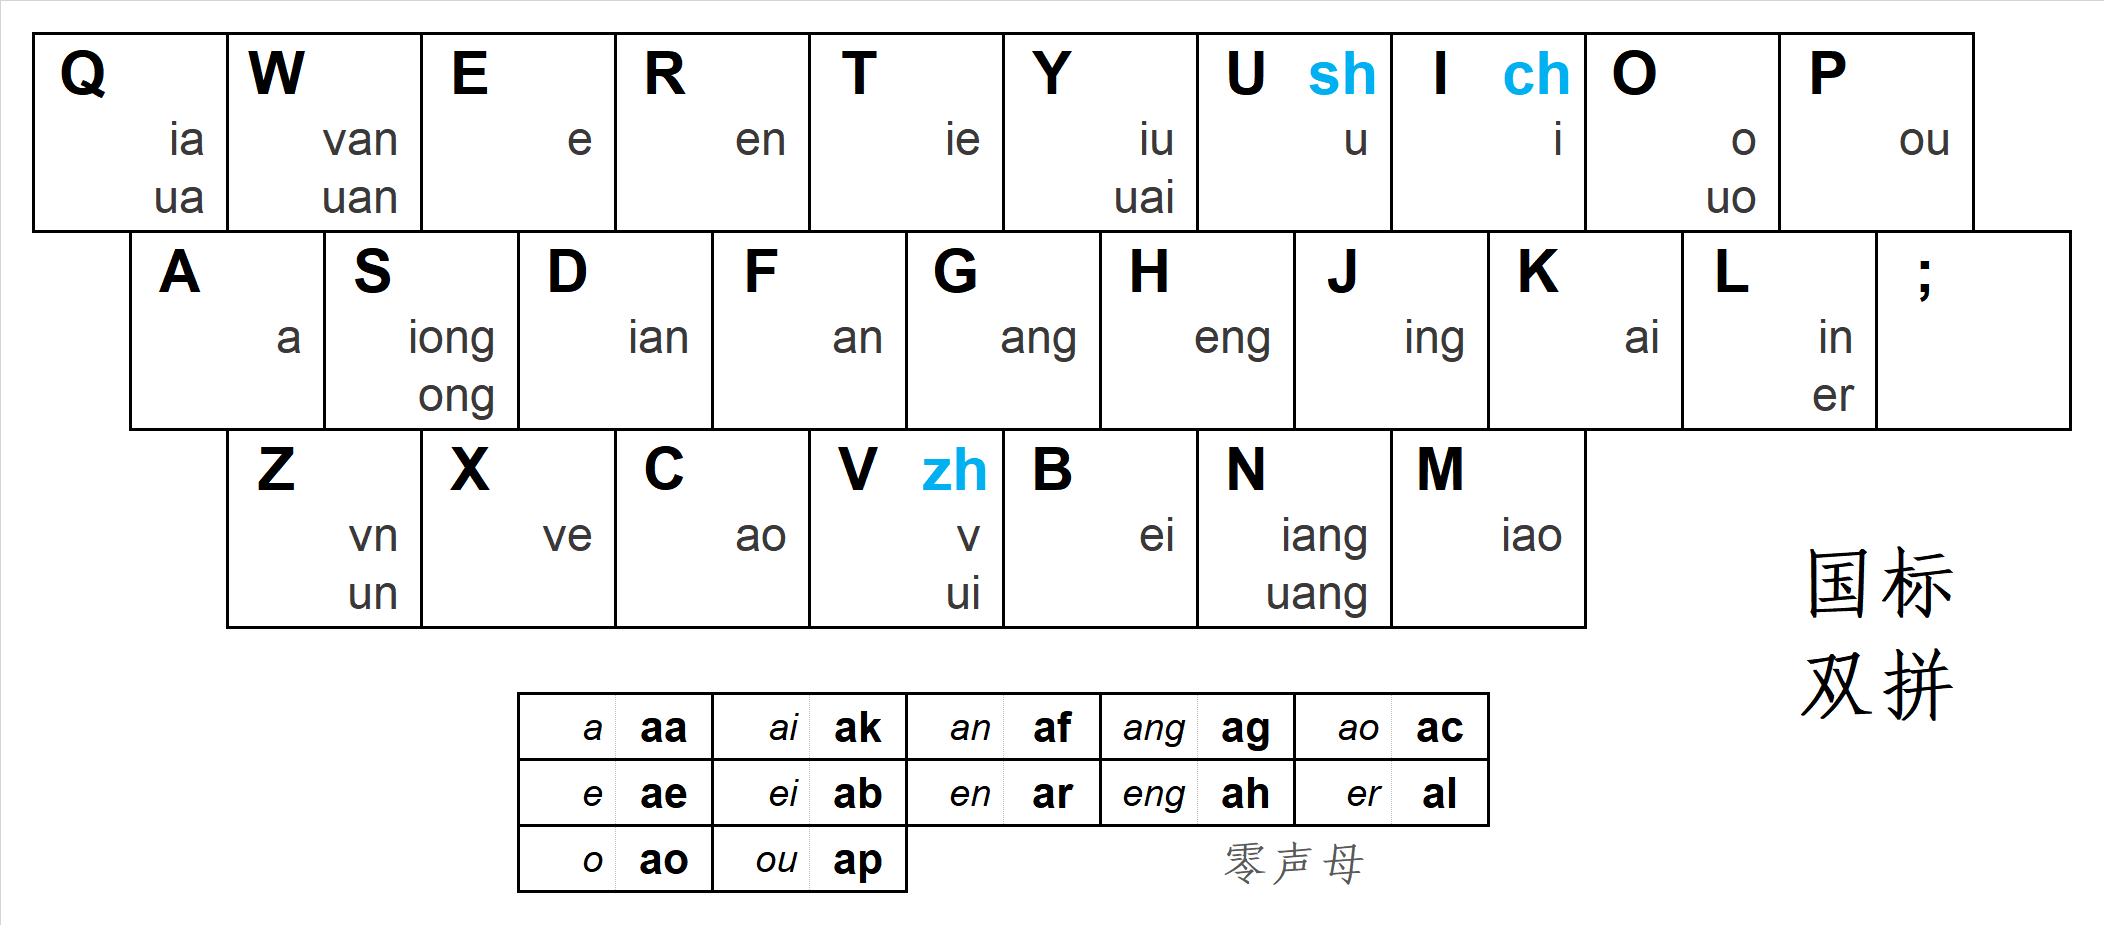 Q W E R T Y U sh I ch O P
ia van e en ie iu u i o ou
ua uan uai uo
A S D F G H J K L ;
a iong ian an ang eng ing ai in
ong er
Z X C V zh B N M
vn ve ao v ei iang iao
un ui uang
国标
双拼
a aa ai ak an af ang ag ao ac
e ae ei ab en ar eng ah er al
o ao ou ap
零声母